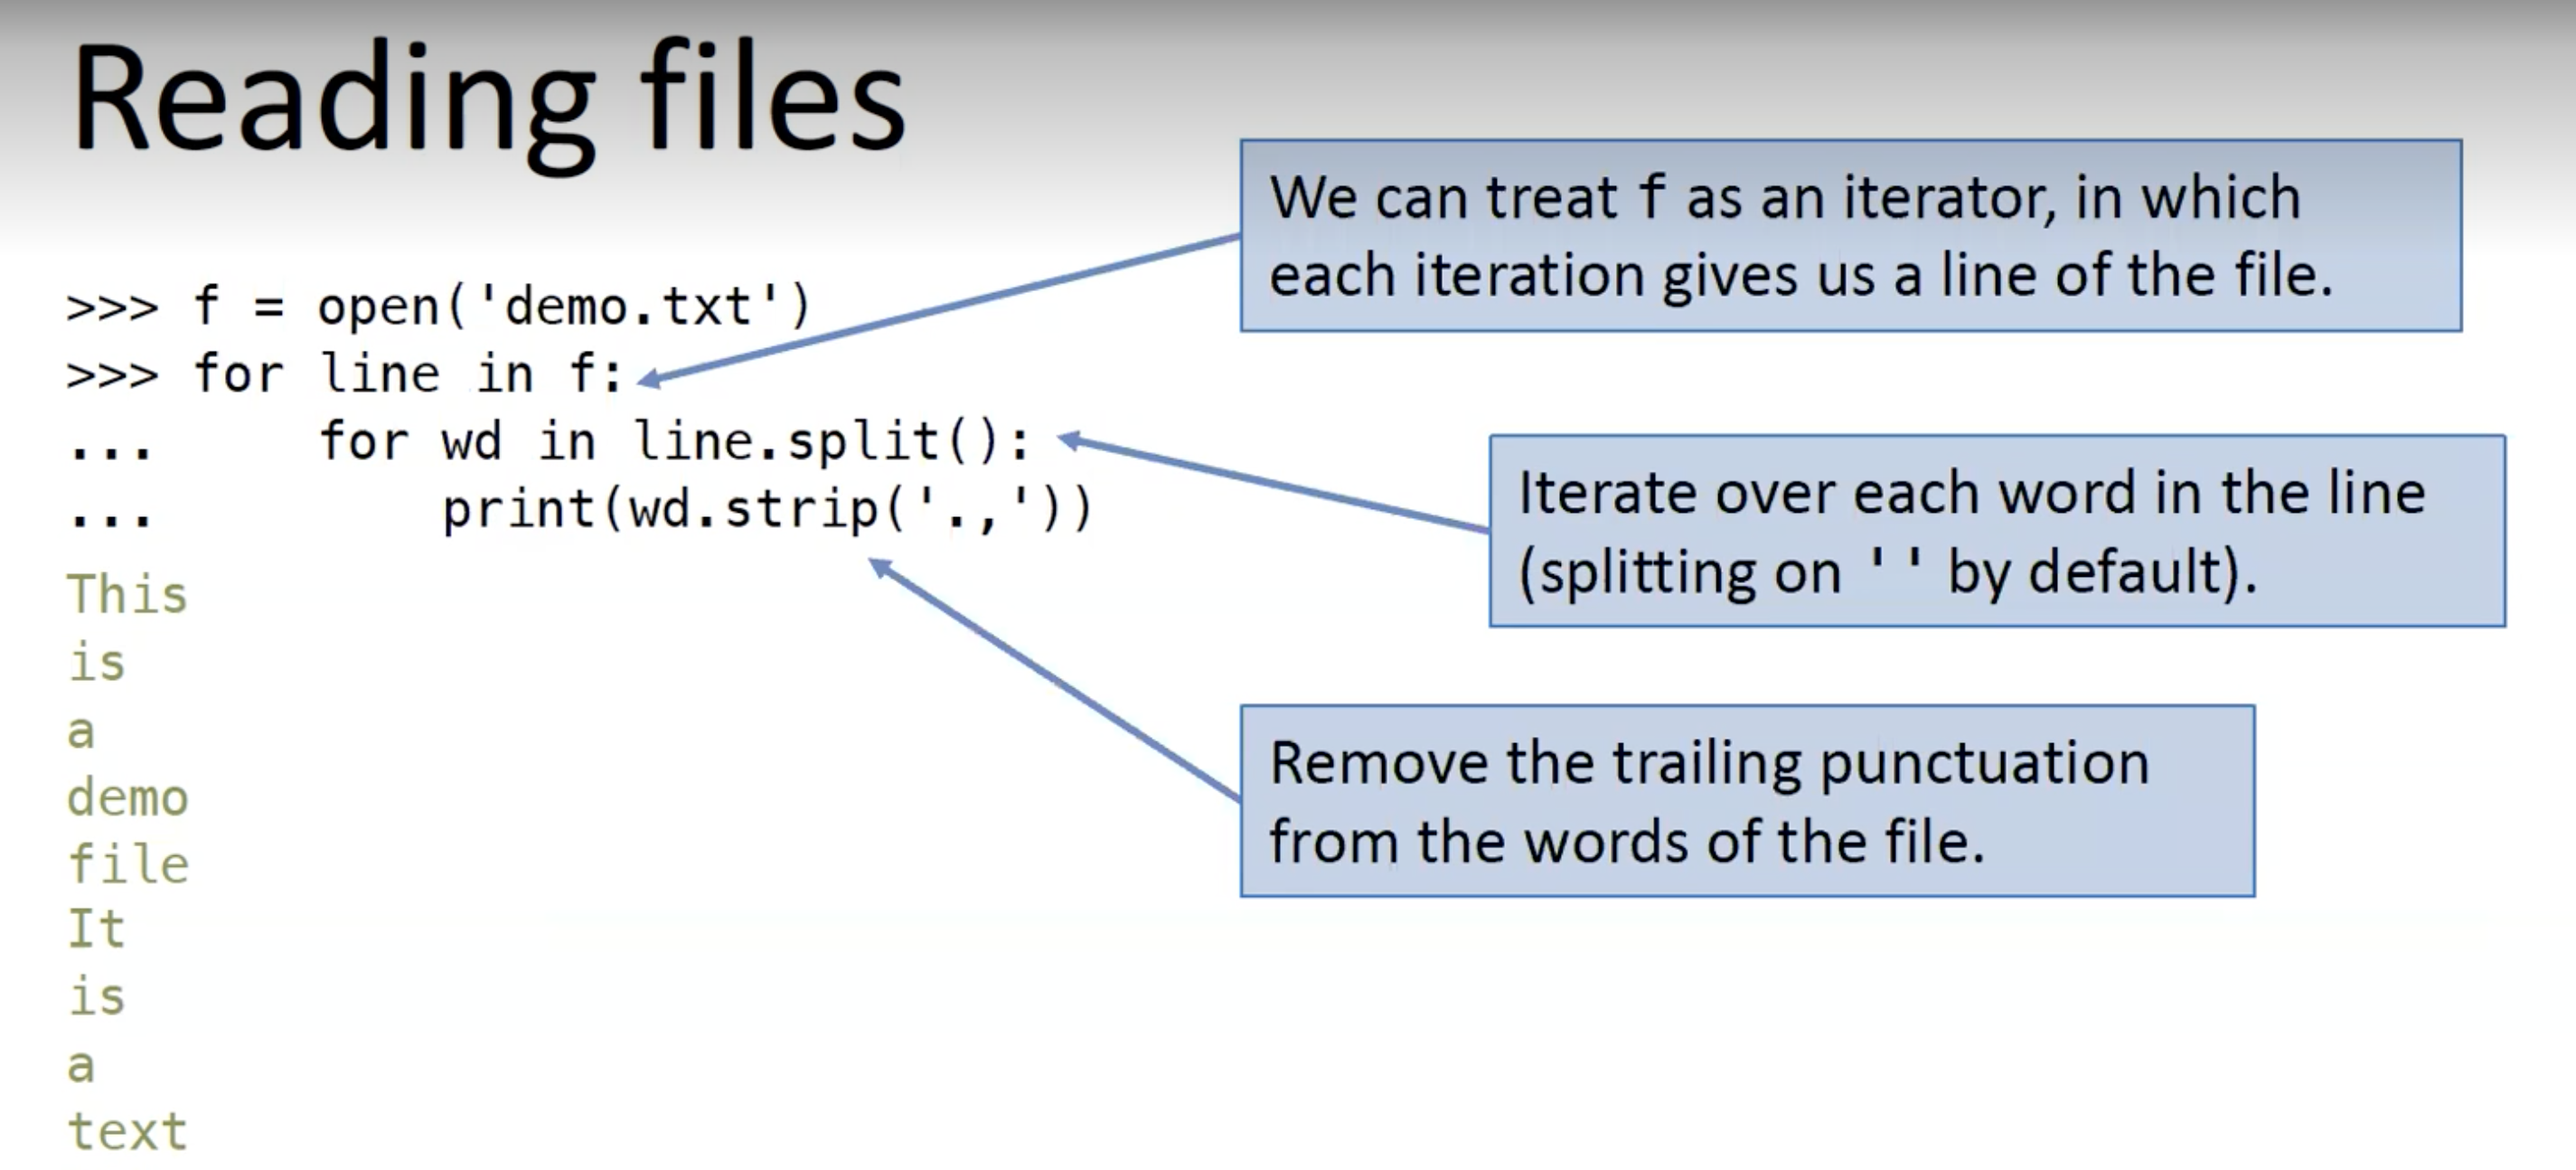 Reading files
We can treat f as an iterator, in which
each iteration gives us a line of the file.
>>> f = open('demo.txt')
>>> for line in f:
...     for wd in line.split():
...         print(wd.strip('.,'))
Iterate over each word in the line
(splitting on ' ' by default).
Remove the trailing punctuation
from the words of the file.
This
is
a
demo
file
It
is
a
text